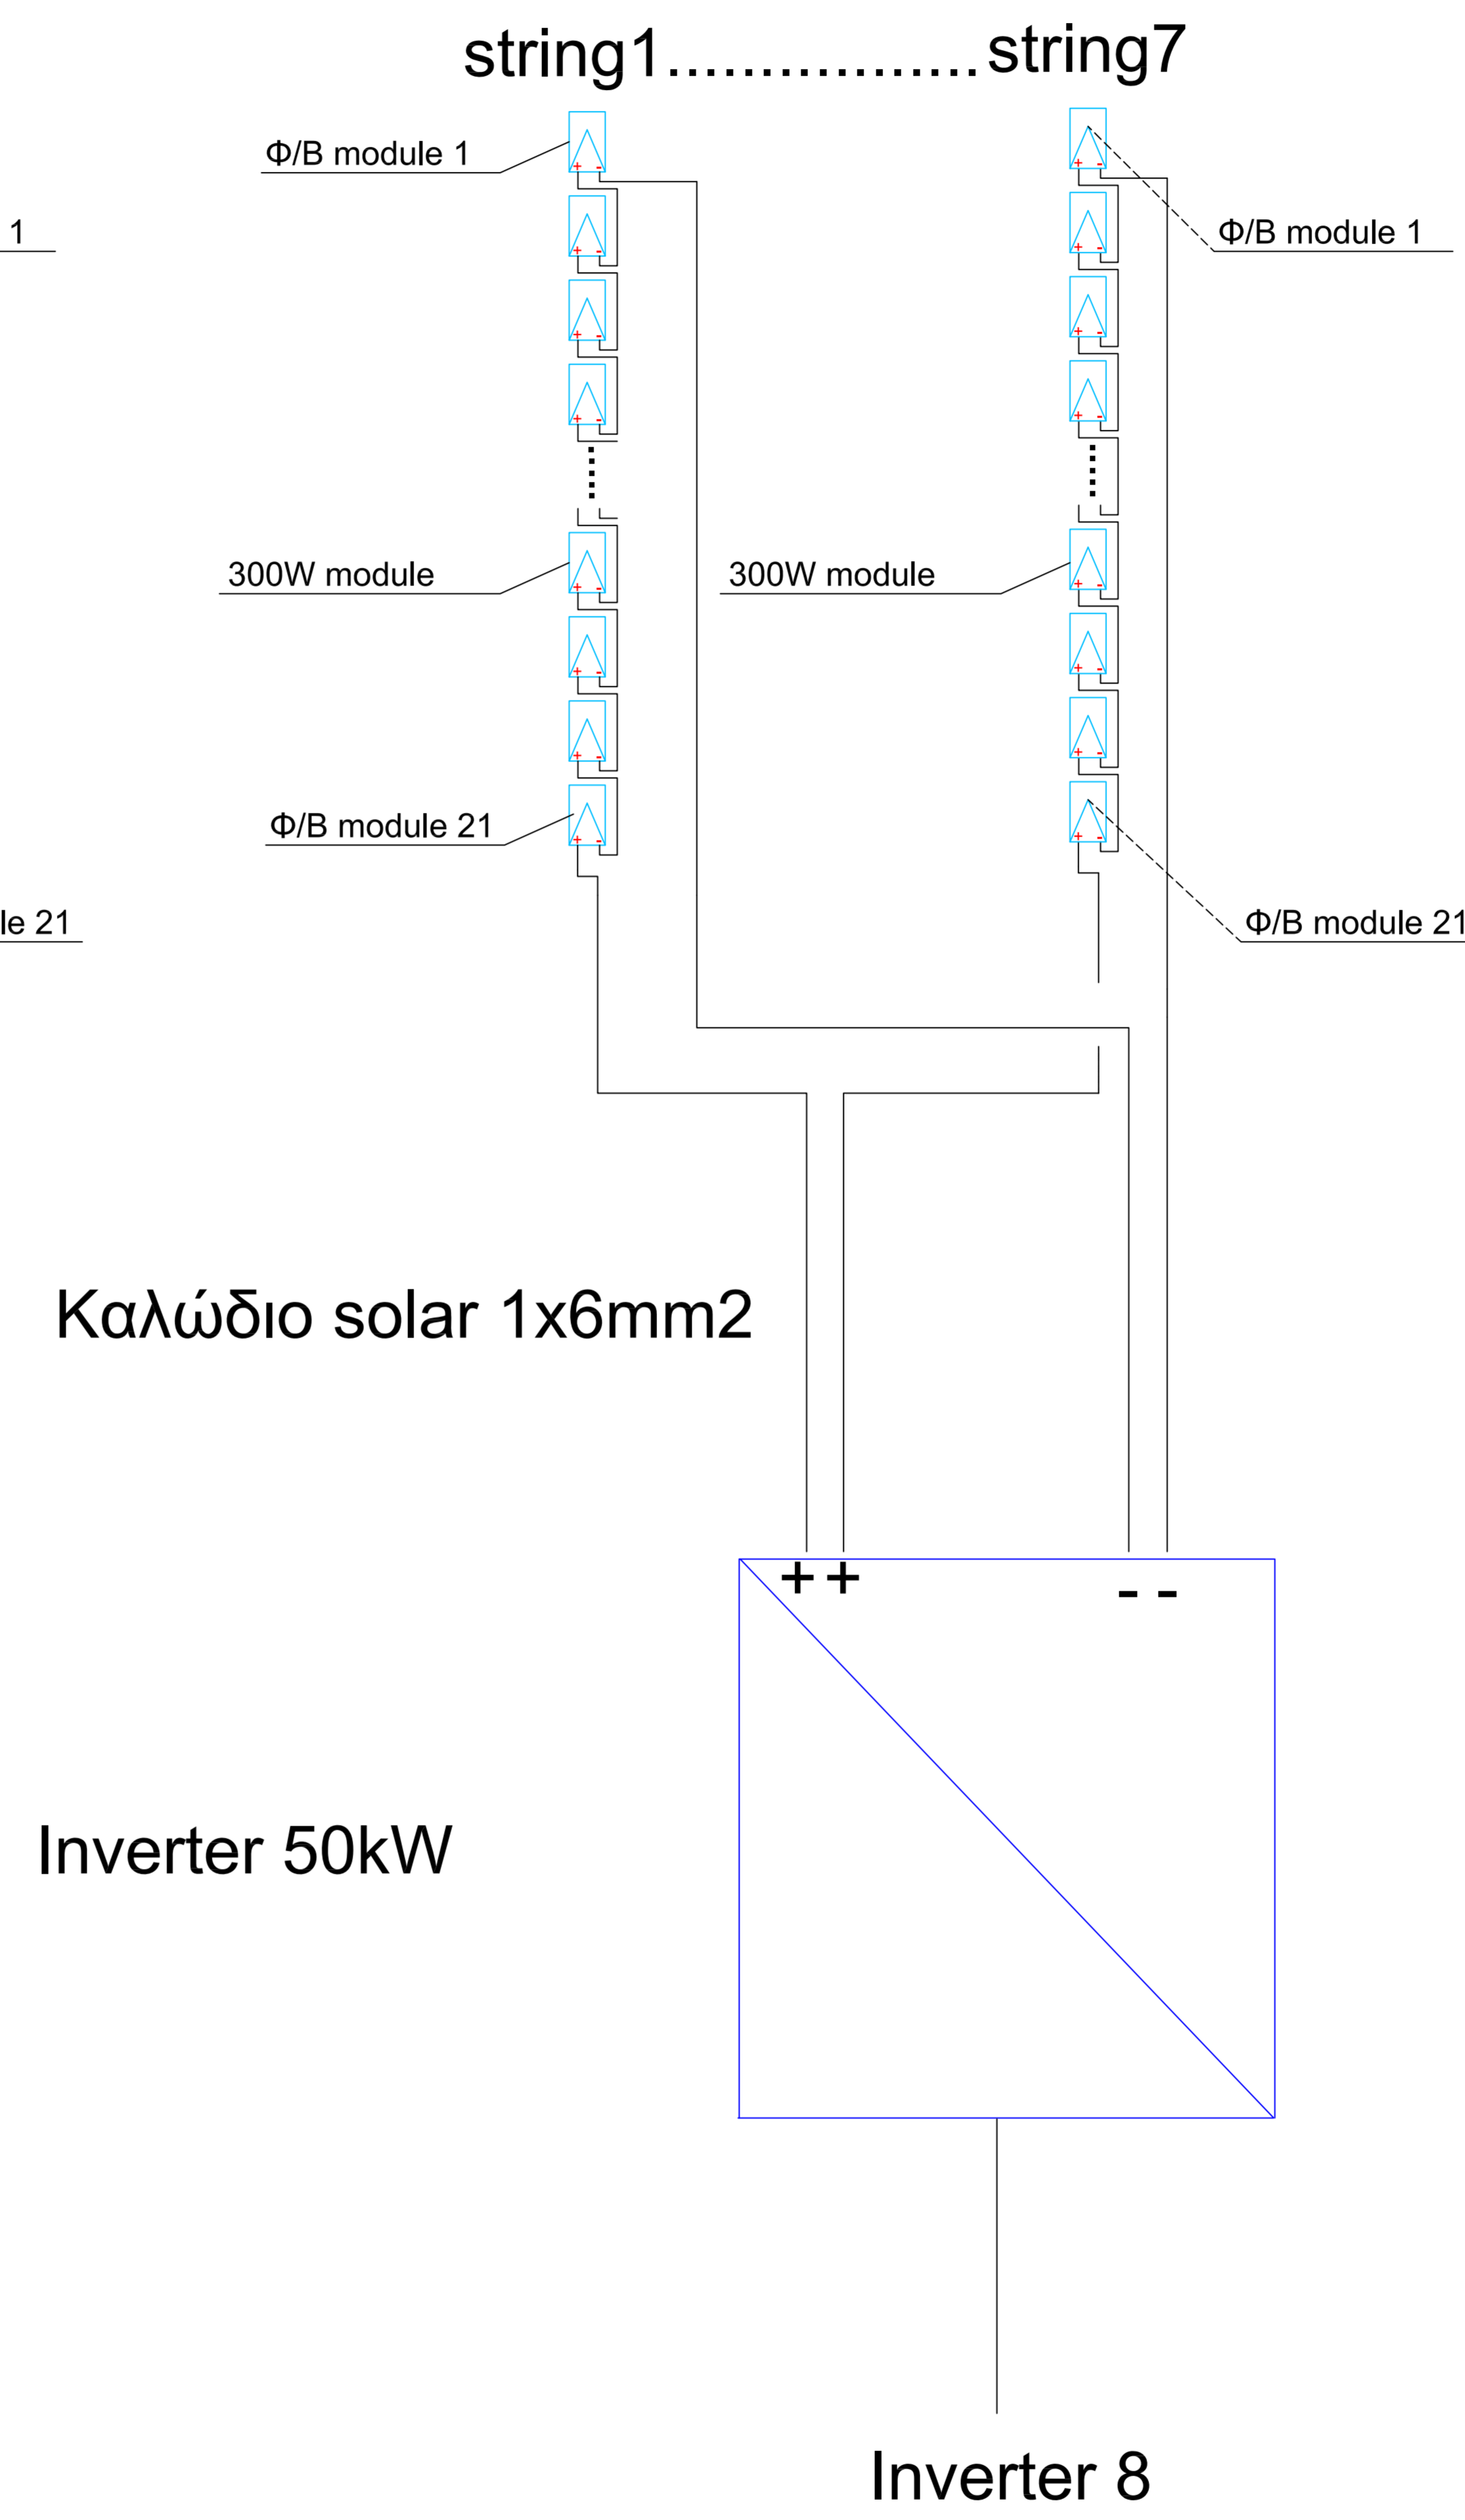 string1.................string7
Φ/Β module 1
1
Φ/Β module 1
+ -
300W module
300W module
Φ/Β module 21
le 21
Φ/Β module 21
Καλώδιο solar 1x6mm2
+ + - -
Inverter 50kW
Inverter 8